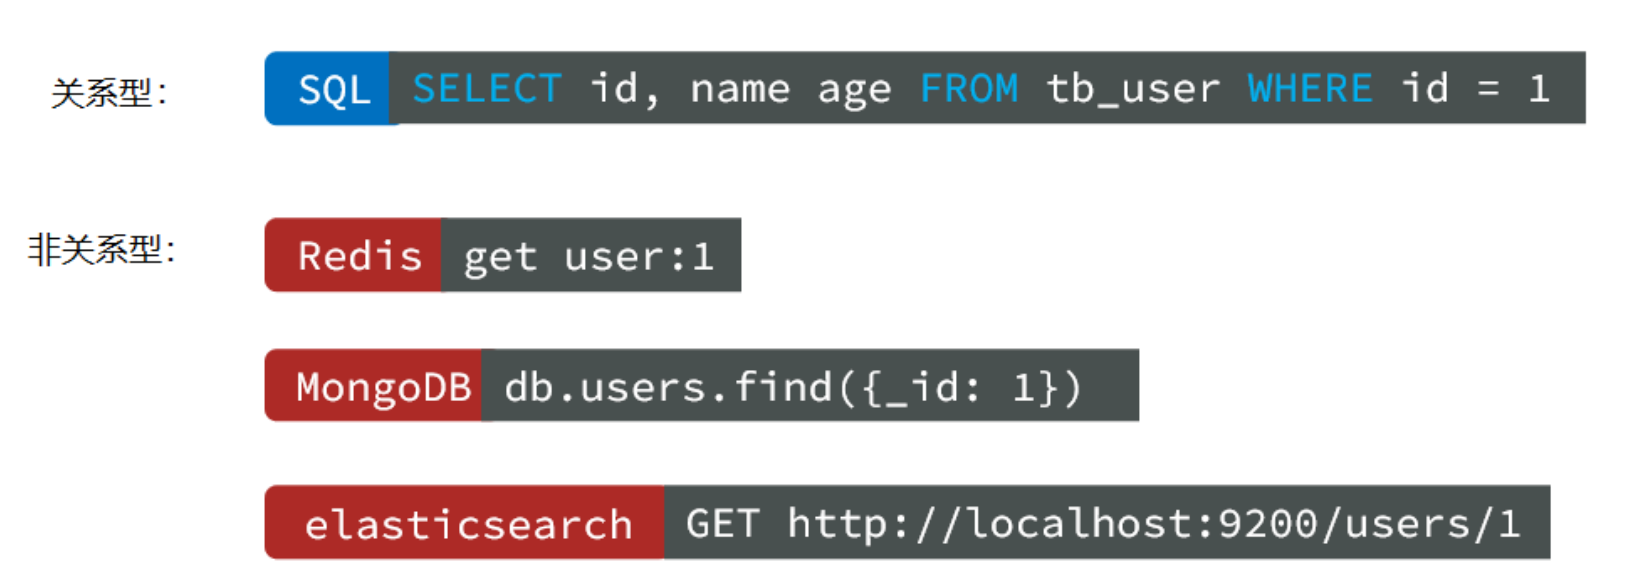 关系型： SQL SELECT id, name age FROM tb_user WHERE id = 1
非关系型： Redis get user:1
MongoDB db.users.find({_id: 1})
elasticsearch GET http://localhost:9200/users/1